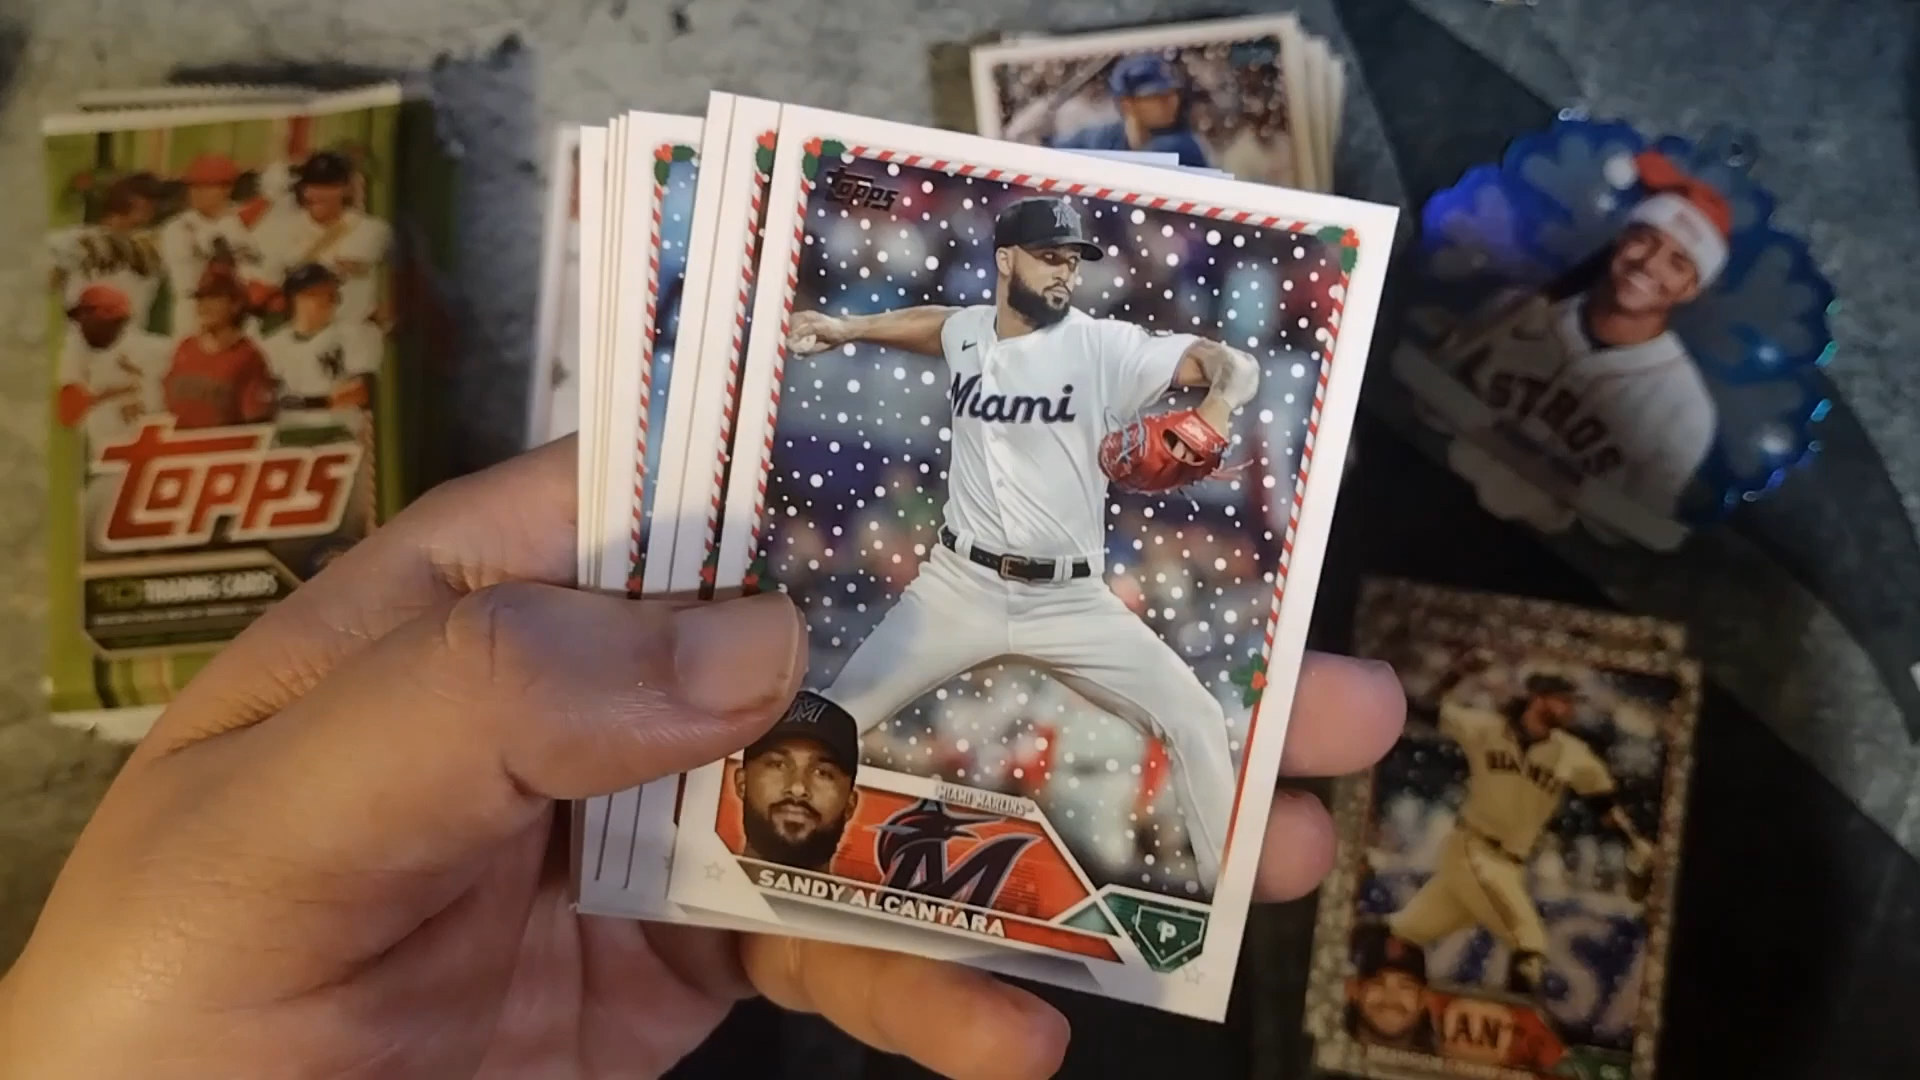 TOPPS
TRADING CARDS
TOPPS
Miami
MIAMI MARLINS
M
SANDY ALCANTARA
P
ASTROS
GIANTS